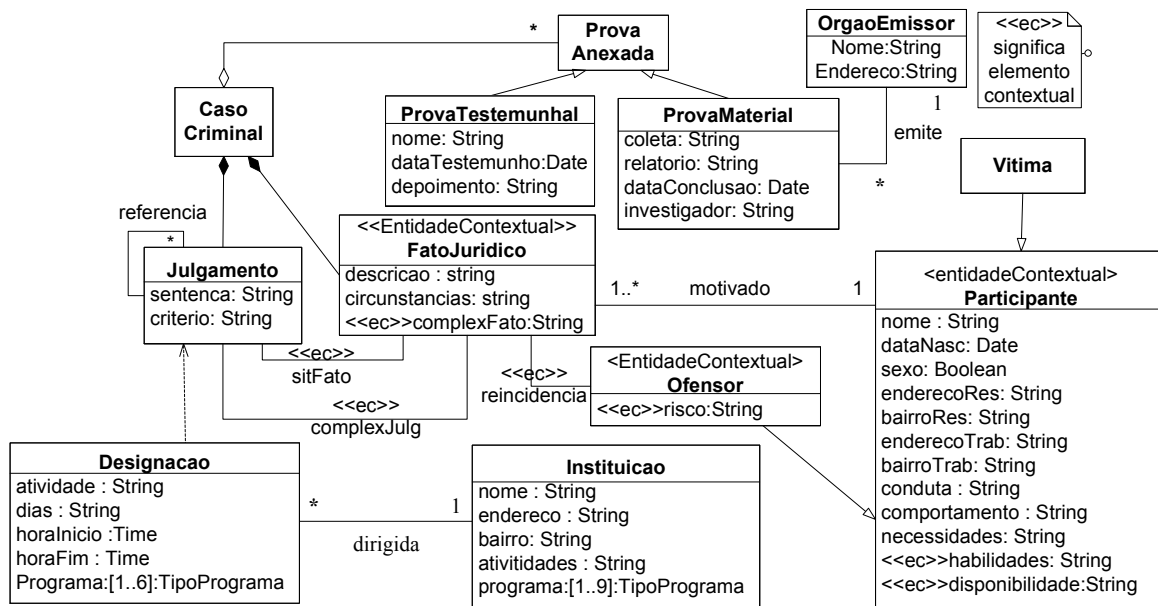 *
Prova
Anexada
OrgaoEmissor
Nome:String
Endereco:String
<<ec>>
significa
elemento
contextual
Caso
Criminal
ProvaTestemunhal
nome: String
dataTestemunho:Date
depoimento: String
ProvaMaterial
coleta: String
relatorio: String
dataConclusao: Date
investigador: String
1
emite
*
Vitima
referencia
*
Julgamento
sentenca: String
criterio: String
<<EntidadeContextual>>
FatoJuridico
descricao : string
circunstancias: string
<<ec>>complexFato:String
1..* motivado 1
<entidadeContextual>
Participante
nome : String
dataNasc: Date
sexo: Boolean
enderecoRes: String
bairroRes: String
enderecoTrab: String
bairroTrab: String
conduta : String
comportamento : String
necessidades: String
<<ec>>habilidades: String
<<ec>>disponibilidade:String
<<ec>>
sitFato
<<ec>>
complexJulg
<<ec>>
reincidencia
<EntidadeContextual>
Ofensor
<<ec>>risco:String
Designacao
atividade : String
dias : String
horaInicio :Time
horaFim : Time
Programa:[1..6]:TipoPrograma
* 1
dirigida
Instituicao
nome : String
endereco : String
bairro: String
ativitidades : String
programa:[1..9]:TipoPrograma